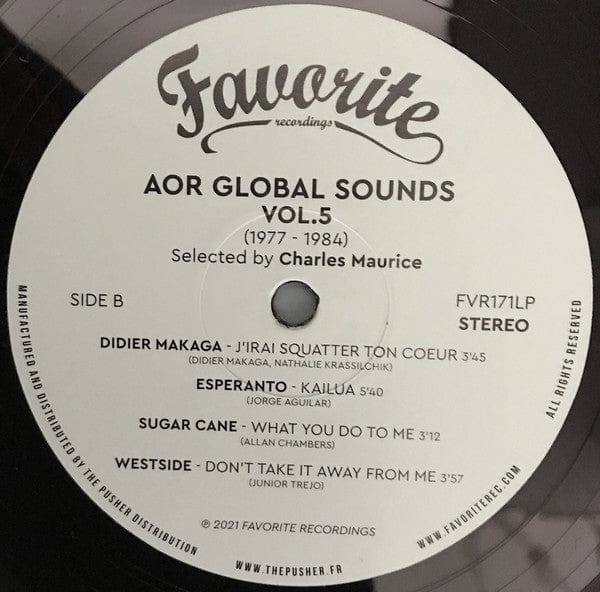 Favorite
recordings
AOR GLOBAL SOUNDS
VOL.5
(1977 - 1984)
Selected by Charles Maurice
SIDE B
FVR171LP
STEREO
DIDIER MAKAGA - J'IRAI SQUATTER TON COEUR 3'45
(DIDIER MAKAGA, NATHALIE KRASSILCHIK)
ESPERANTO - KAILUA 5'40
(JORGE AGUILAR)
SUGAR CANE - WHAT YOU DO TO ME 3'12
(ALLAN CHAMBERS)
WESTSIDE - DON'T TAKE IT AWAY FROM ME 3'57
(JUNIOR TREJO)
℗ 2021 FAVORITE RECORDINGS
MANUFACTURED AND DISTRIBUTED BY THE PUSHER DISTRIBUTION
WWW.THEPUSHER.FR
WWW.FAVORITEREC.COM
ALL RIGHTS RESERVED